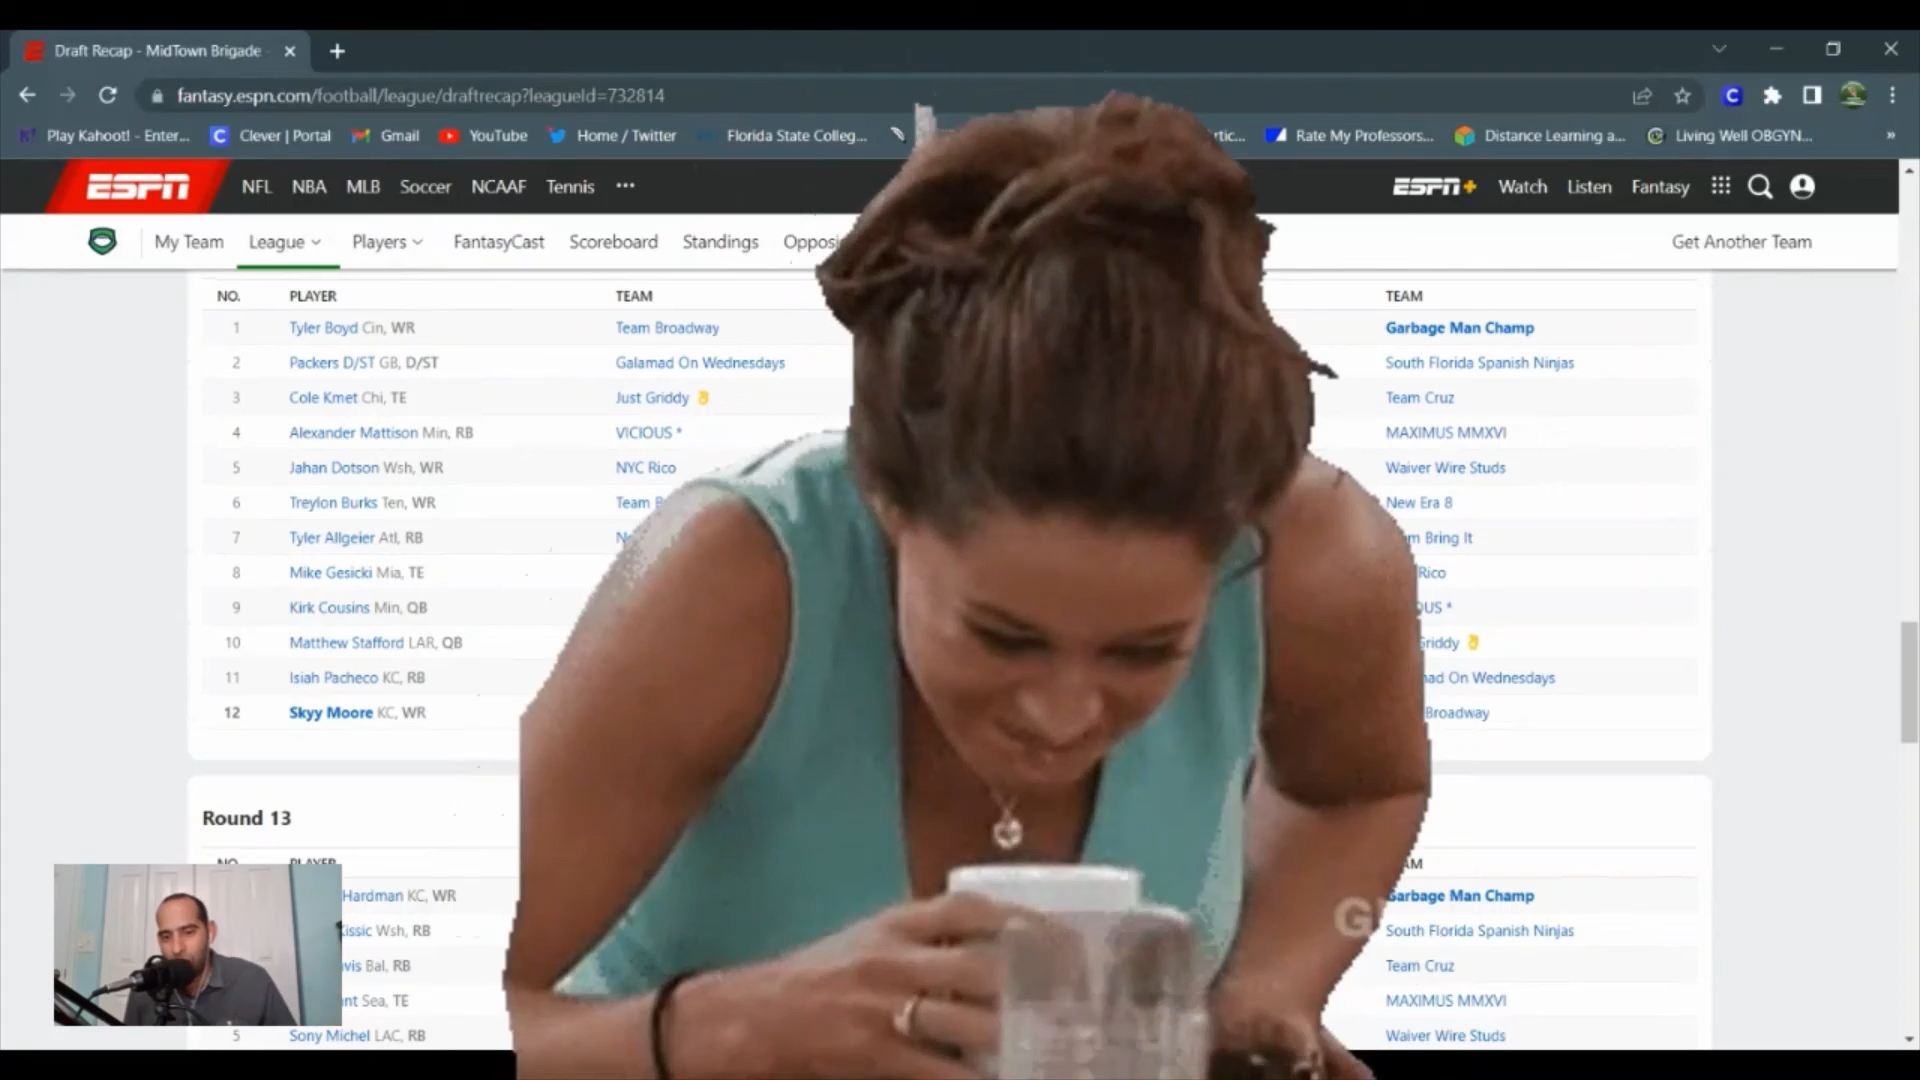 Draft Recap - MidTown Brigade
fantasy.espn.com/football/league/draftrecap?leagueId=732814
Play Kahoot! - Enter... Clever | Portal Gmail YouTube Home / Twitter Florida State Colleg... Rate My Professors... Distance Learning a... Living Well OBGYN... »
ESPN NFL NBA MLB Soccer NCAAF Tennis ••• ESPN+ Watch Listen Fantasy
My Team League Players FantasyCast Scoreboard Standings Get Another Team
NO. PLAYER TEAM TEAM
1 Tyler Boyd Cin, WR Team Broadway Garbage Man Champ
2 Packers D/ST GB, D/ST Galamad On Wednesdays South Florida Spanish Ninjas
3 Cole Kmet Chi, TE Just Griddy 👌 Team Cruz
4 Alexander Mattison Min, RB VICIOUS * MAXIMUS MMXVI
5 Jahan Dotson Wsh, WR NYC Rico Waiver Wire Studs
6 Treylon Burks Ten, WR Team New Era 8
7 Tyler Allgeier Atl, RB Bring It
8 Mike Gesicki Mia, TE Rico
9 Kirk Cousins Min, QB
10 Matthew Stafford LAR, QB Griddy 👌
11 Isiah Pacheco KC, RB On Wednesdays
12 Skyy Moore KC, WR Broadway
Round 13
Hardman KC, WR Garbage Man Champ
Wsh, RB South Florida Spanish Ninjas
Bal, RB Team Cruz
Sea, TE MAXIMUS MMXVI
5 Sony Michel LAC, RB Waiver Wire Studs